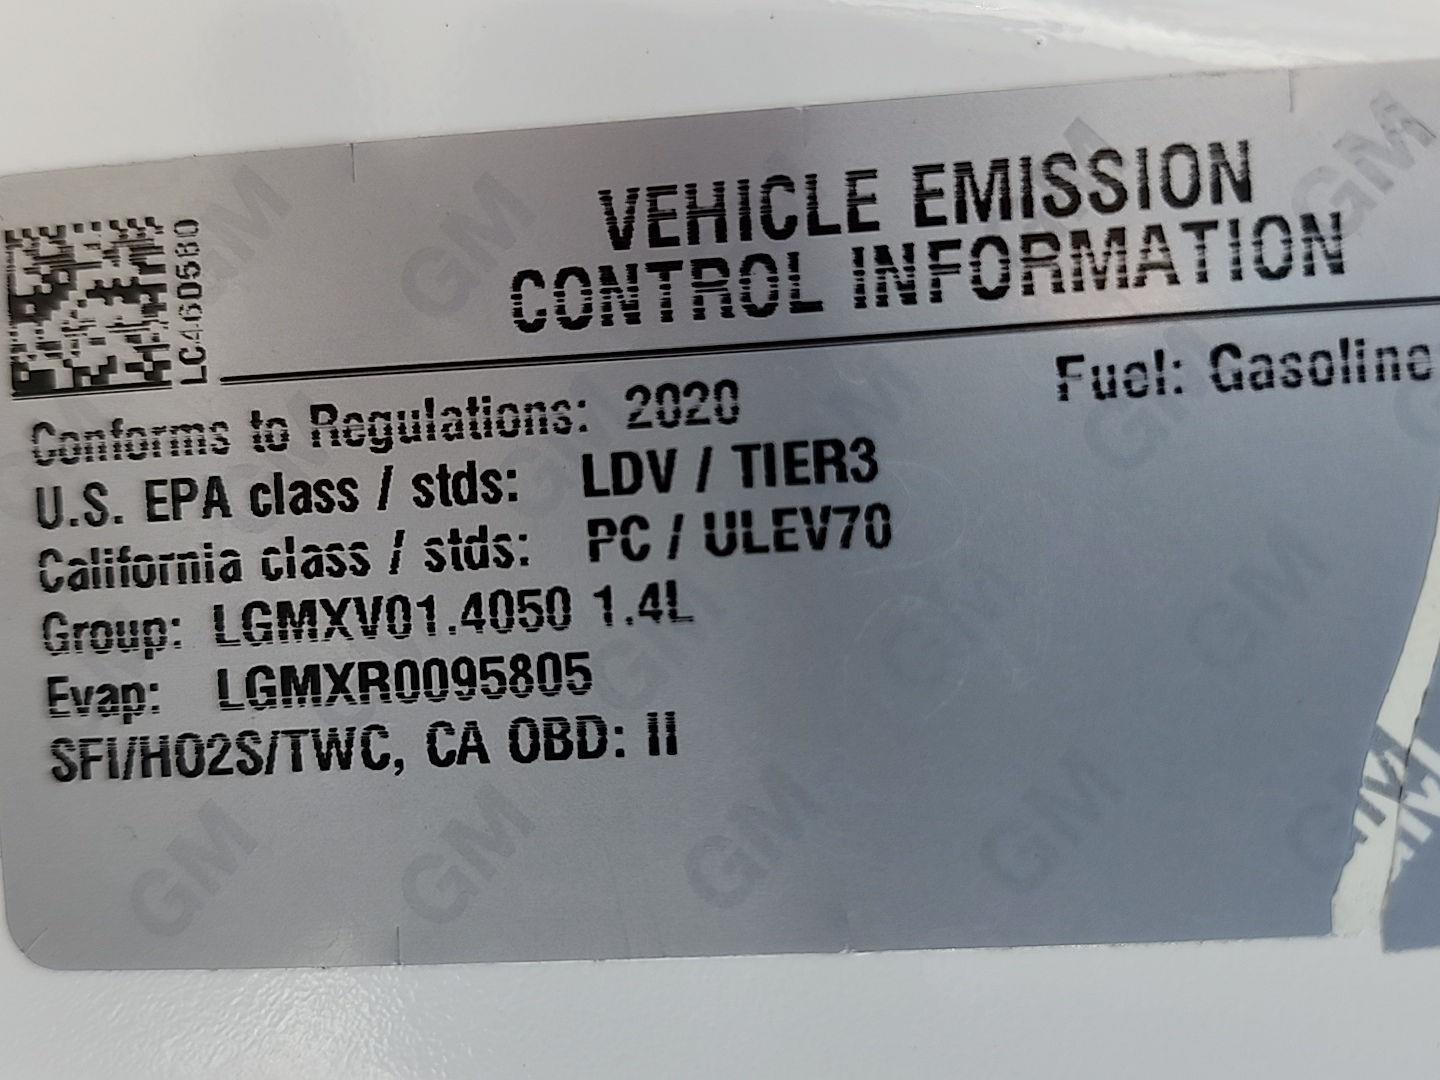 VEHICLE EMISSION
CONTROL INFORMATION
LC460580
Conforms to Regulations: 2020
Fuel: Gasoline
U.S. EPA class / stds: LDV / TIER3
California class / stds: PC / ULEV70
Group: LGMXV01.4050 1.4L
Evap: LGMXR0095805
SFI/HO2S/TWC, CA OBD: II
GM